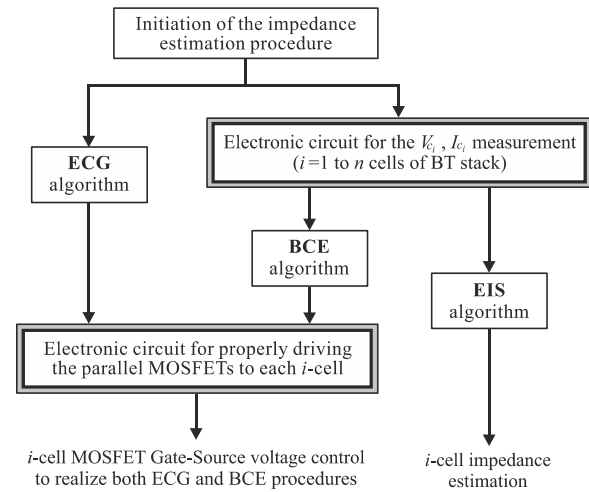 Initiation of the impedance
estimation procedure
Electronic circuit for the Vci , Ici measurement
(i=1 to n cells of BT stack)
ECG
algorithm
BCE
algorithm
EIS
algorithm
Electronic circuit for properly driving
the parallel MOSFETs to each i-cell
i-cell MOSFET Gate-Source voltage control
to realize both ECG and BCE procedures
i-cell impedance
estimation